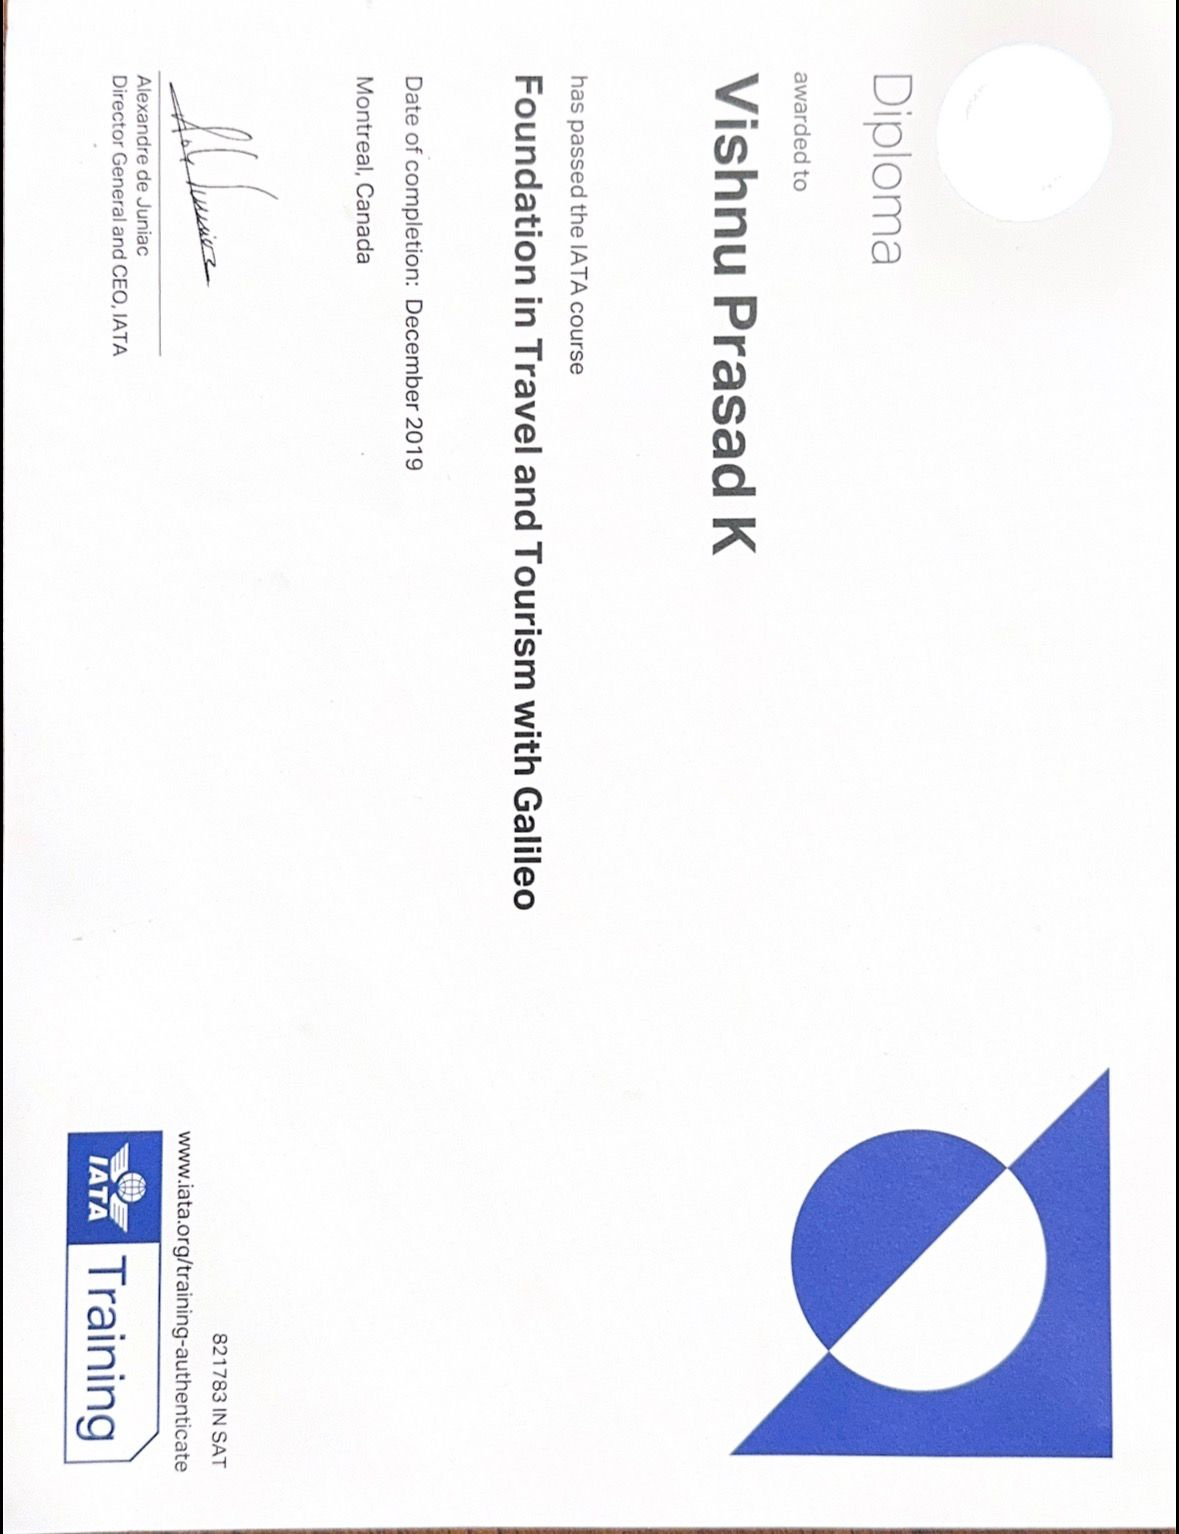 Diploma
awarded to
Vishnu Prasad K
has passed the IATA course
Foundation in Travel and Tourism with Galileo
Date of completion: December 2019
Montreal, Canada
Alexandre de Juniac
Director General and CEO, IATA
821783 IN SAT
www.iata.org/training-authenticate
IATA Training